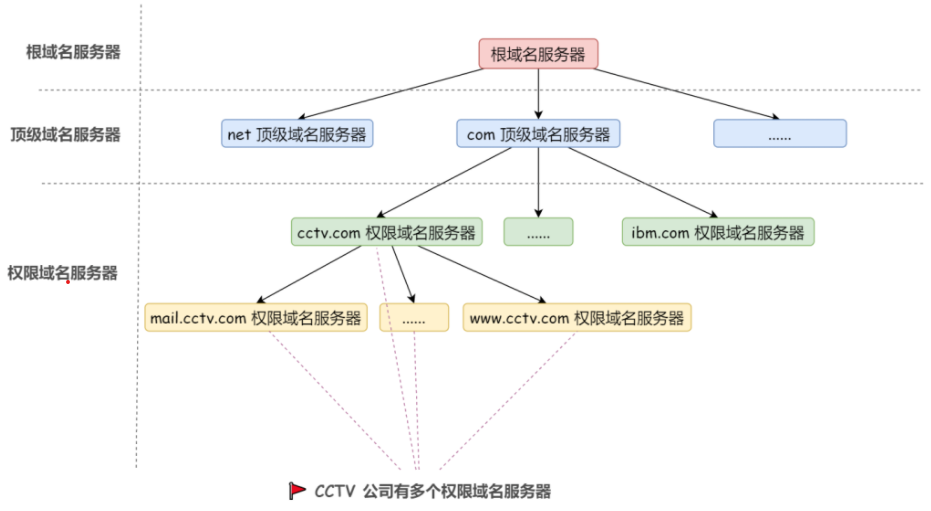 根域名服务器
根域名服务器
顶级域名服务器
net 顶级域名服务器
com 顶级域名服务器
......
cctv.com 权限域名服务器
......
ibm.com 权限域名服务器
权限域名服务器
mail.cctv.com 权限域名服务器
......
www.cctv.com 权限域名服务器
CCTV 公司有多个权限域名服务器